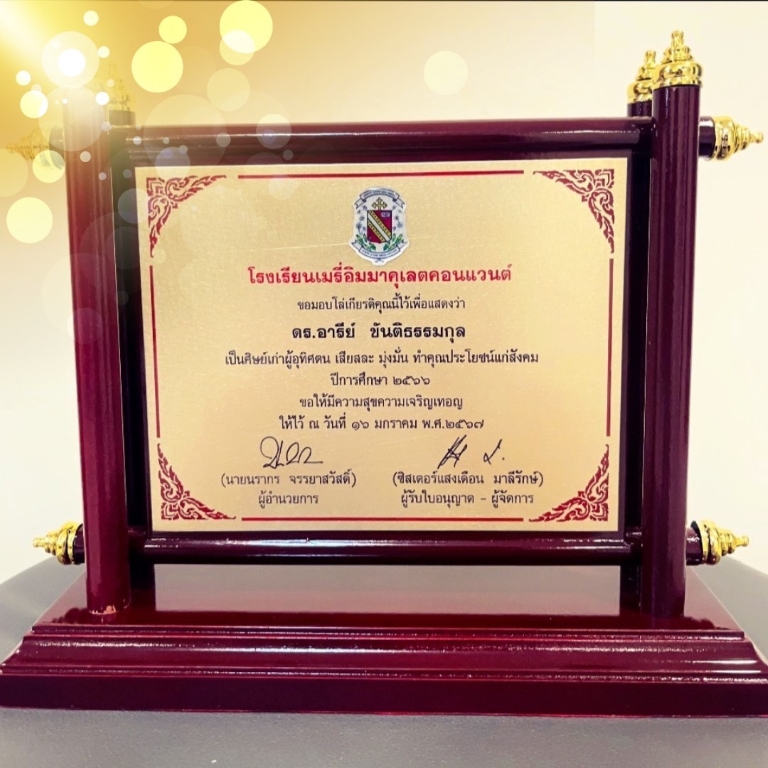 โรงเรียนเมรี่อิมมาคุเลตคอนแวนต์
ขอมอบโล่เกียรติคุณนี้ไว้เพื่อแสดงว่า
ดร.อารีย์ ขันติธรรมกุล
เป็นศิษย์เก่าผู้อุทิศตน เสียสละ มุ่งมั่น ทำคุณประโยชน์แก่สังคม
ปีการศึกษา ๒๕๖๖
ขอให้มีความสุขความเจริญเทอญ
ให้ไว้ ณ วันที่ ๑๖ มกราคม พ.ศ.๒๕๖๗
(นายนรากร จรรยาสวัสดิ์) (ซิสเตอร์แสงเดือน มาลีรักษ์)
ผู้อำนวยการ ผู้รับใบอนุญาต - ผู้จัดการ